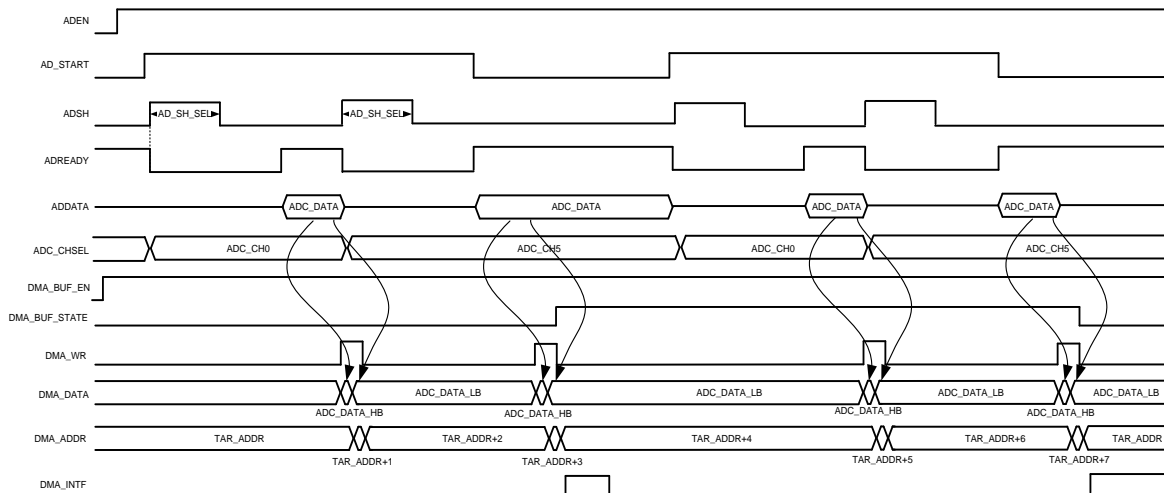 ADEN
AD_START
ADSH AD_SH_SEL AD_SH_SEL
ADREADY
ADDATA ADC_DATA ADC_DATA ADC_DATA ADC_DATA
ADC_CHSEL ADC_CH0 ADC_CH5 ADC_CH0 ADC_CH5
DMA_BUF_EN
DMA_BUF_STATE
DMA_WR
DMA_DATA ADC_DATA_LB ADC_DATA_LB ADC_DATA_LB ADC_DATA_LB
ADC_DATA_HB ADC_DATA_HB ADC_DATA_HB ADC_DATA_HB
DMA_ADDR TAR_ADDR TAR_ADDR+2 TAR_ADDR+4 TAR_ADDR+6 TAR_ADDR
TAR_ADDR+1 TAR_ADDR+3 TAR_ADDR+5 TAR_ADDR+7
DMA_INTF